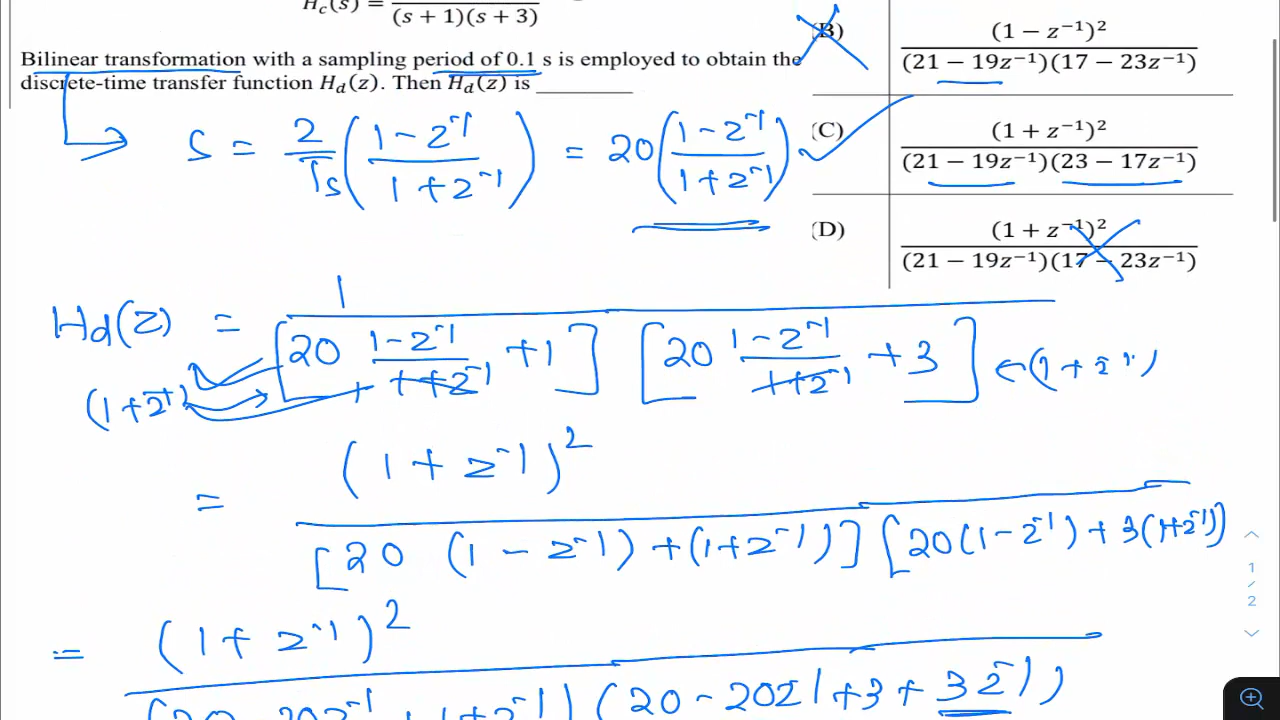 H_c(s) = (s + 1)(s + 3)
Bilinear transformation with a sampling period of 0.1 s is employed to obtain the
discrete-time transfer function H_d(z). Then H_d(z) is ________
(B) (1 − z⁻¹)² / (21 − 19z⁻¹)(17 − 23z⁻¹)
(C) (1 + z⁻¹)² / (21 − 19z⁻¹)(23 − 17z⁻¹)
(D) (1 + z⁻¹)² / (21 − 19z⁻¹)(17 − 23z⁻¹)
S = 2/Ts ( 1 − z⁻¹ / 1 + z⁻¹ ) = 20 ( 1 − z⁻¹ / 1 + z⁻¹ )
Hd(z) = 1 / [20 1 − z⁻¹ / 1 + z⁻¹ + 1] [20 1 − z⁻¹ / 1 + z⁻¹ + 3] ← (1 + z⁻¹)
(1 + z⁻¹)
= (1 + z⁻¹)² / [20 (1 − z⁻¹) + (1 + z⁻¹)] [20(1 − z⁻¹) + 3(1 + z⁻¹)]
= (1 + z⁻¹)² / (20 − 20z⁻¹ + 1 + z⁻¹) (20 − 20z⁻¹ + 3 + 3z⁻¹)
1
/
2